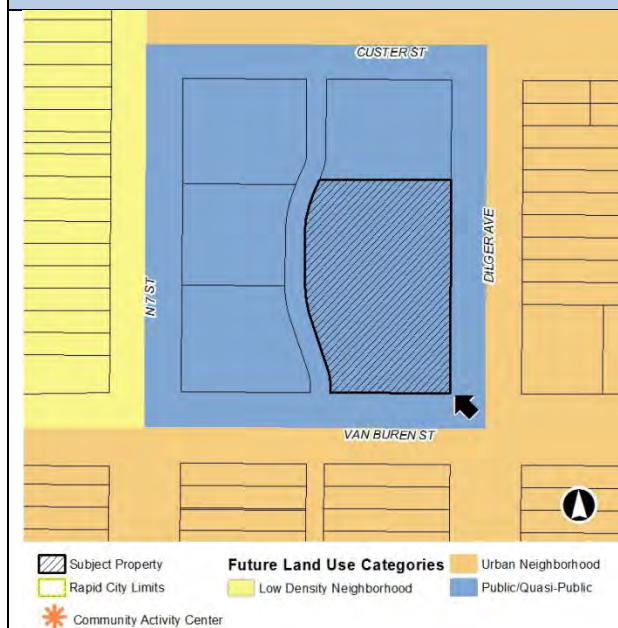 CUSTER ST
N 7 ST
DILGER AVE
VAN BUREN ST
Subject Property
Future Land Use Categories
Urban Neighborhood
Rapid City Limits
Low Density Neighborhood
Public/Quasi-Public
Community Activity Center